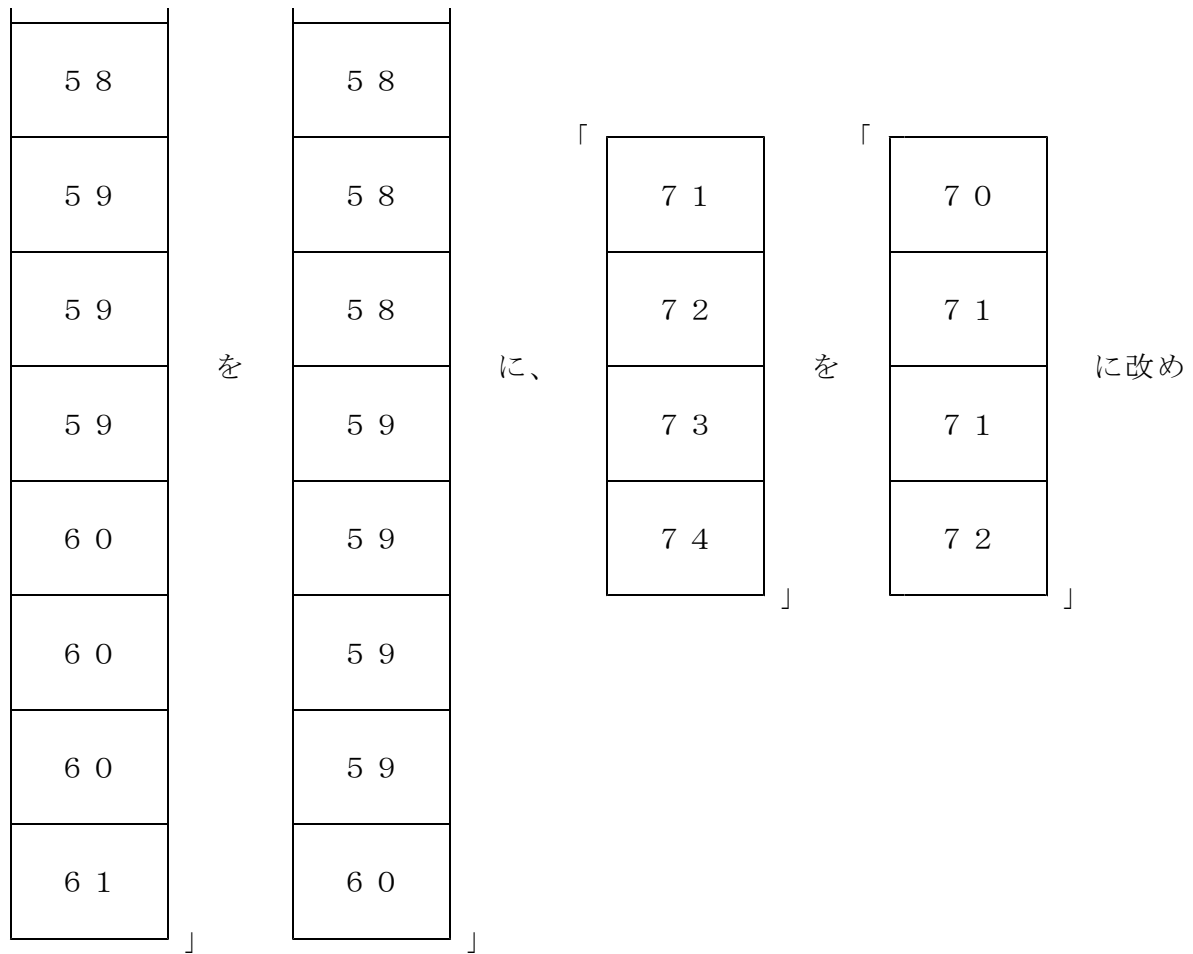 ５８　５８
「　「
５９　５８　７１　７０
５９　５８　７２　７１
を　に、　を　に改め
５９　５９　７３　７１
６０　５９　７４　７２
」　」
６０　５９
６０　５９
６１　６０
」　」